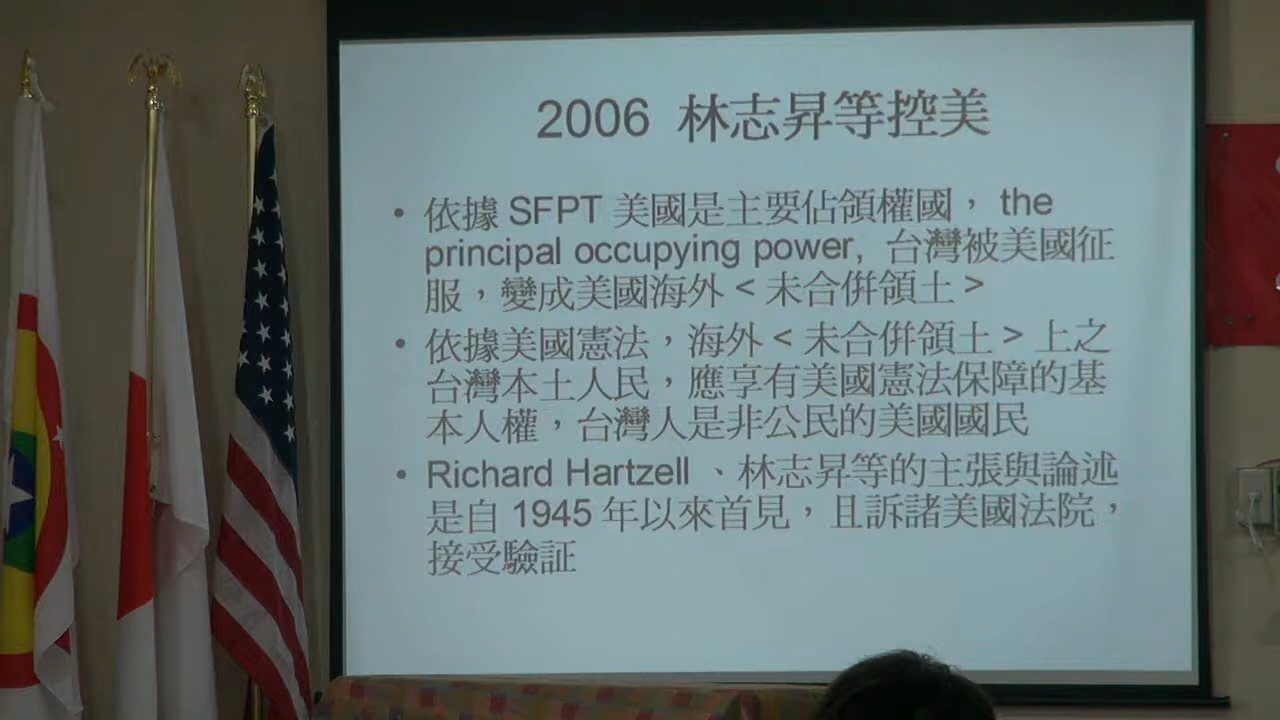 2006 林志昇等控美
• 依據 SFPT 美國是主要佔領權國， the
principal occupying power, 台灣被美國征
服，變成美國海外 < 未合併領土 >
• 依據美國憲法，海外 < 未合併領土 > 上之
台灣本土人民，應享有美國憲法保障的基
本人權，台灣人是非公民的美國國民
• Richard Hartzell 、林志昇等的主張與論述
是自 1945 年以來首見，且訴諸美國法院，
接受驗証